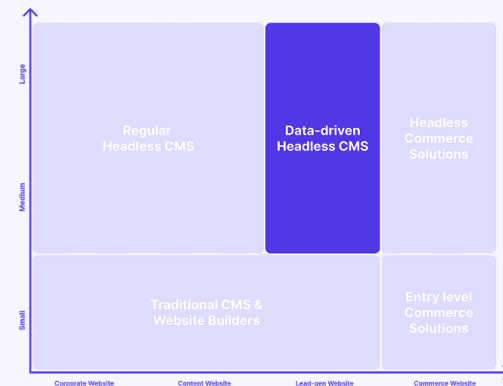 Large
Medium
Small
Regular
Headless CMS
Data-driven
Headless CMS
Headless
Commerce
Solutions
Traditional CMS &
Website Builders
Entry level
Commerce
Solutions
Corporate Website
Content Website
Lead-gen Website
Commerce Website